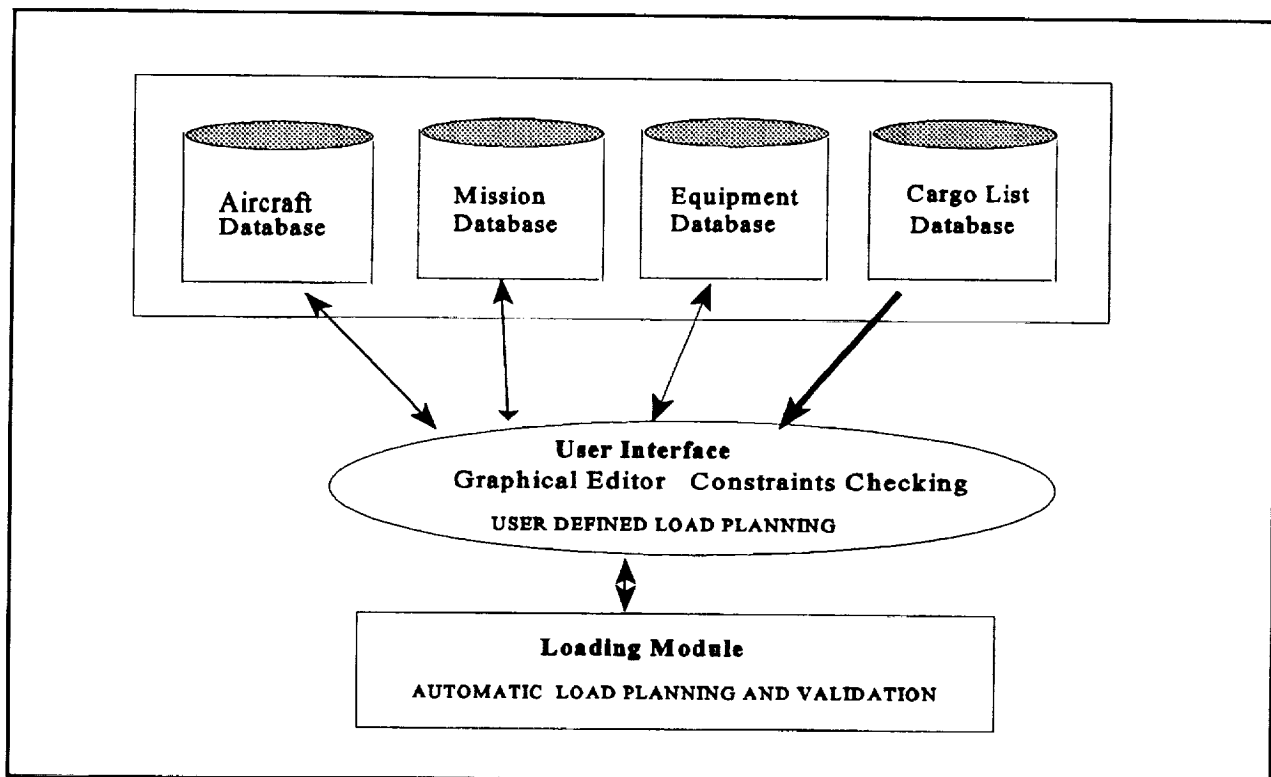 Aircraft
Database
Mission
Database
Equipment
Database
Cargo List
Database
User Interface
Graphical Editor Constraints Checking
USER DEFINED LOAD PLANNING
Loading Module
AUTOMATIC LOAD PLANNING AND VALIDATION